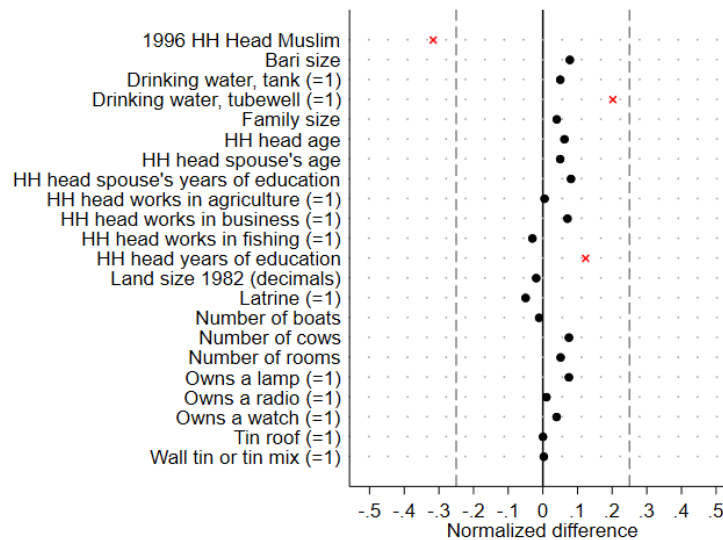 1996 HH Head Muslim
Bari size
Drinking water, tank (=1)
Drinking water, tubewell (=1)
Family size
HH head age
HH head spouse's age
HH head spouse's years of education
HH head works in agriculture (=1)
HH head works in business (=1)
HH head works in fishing (=1)
HH head years of education
Land size 1982 (decimals)
Latrine (=1)
Number of boats
Number of cows
Number of rooms
Owns a lamp (=1)
Owns a radio (=1)
Owns a watch (=1)
Tin roof (=1)
Wall tin or tin mix (=1)
-.5 -.4 -.3 -.2 -.1 0 .1 .2 .3 .4 .5
Normalized difference